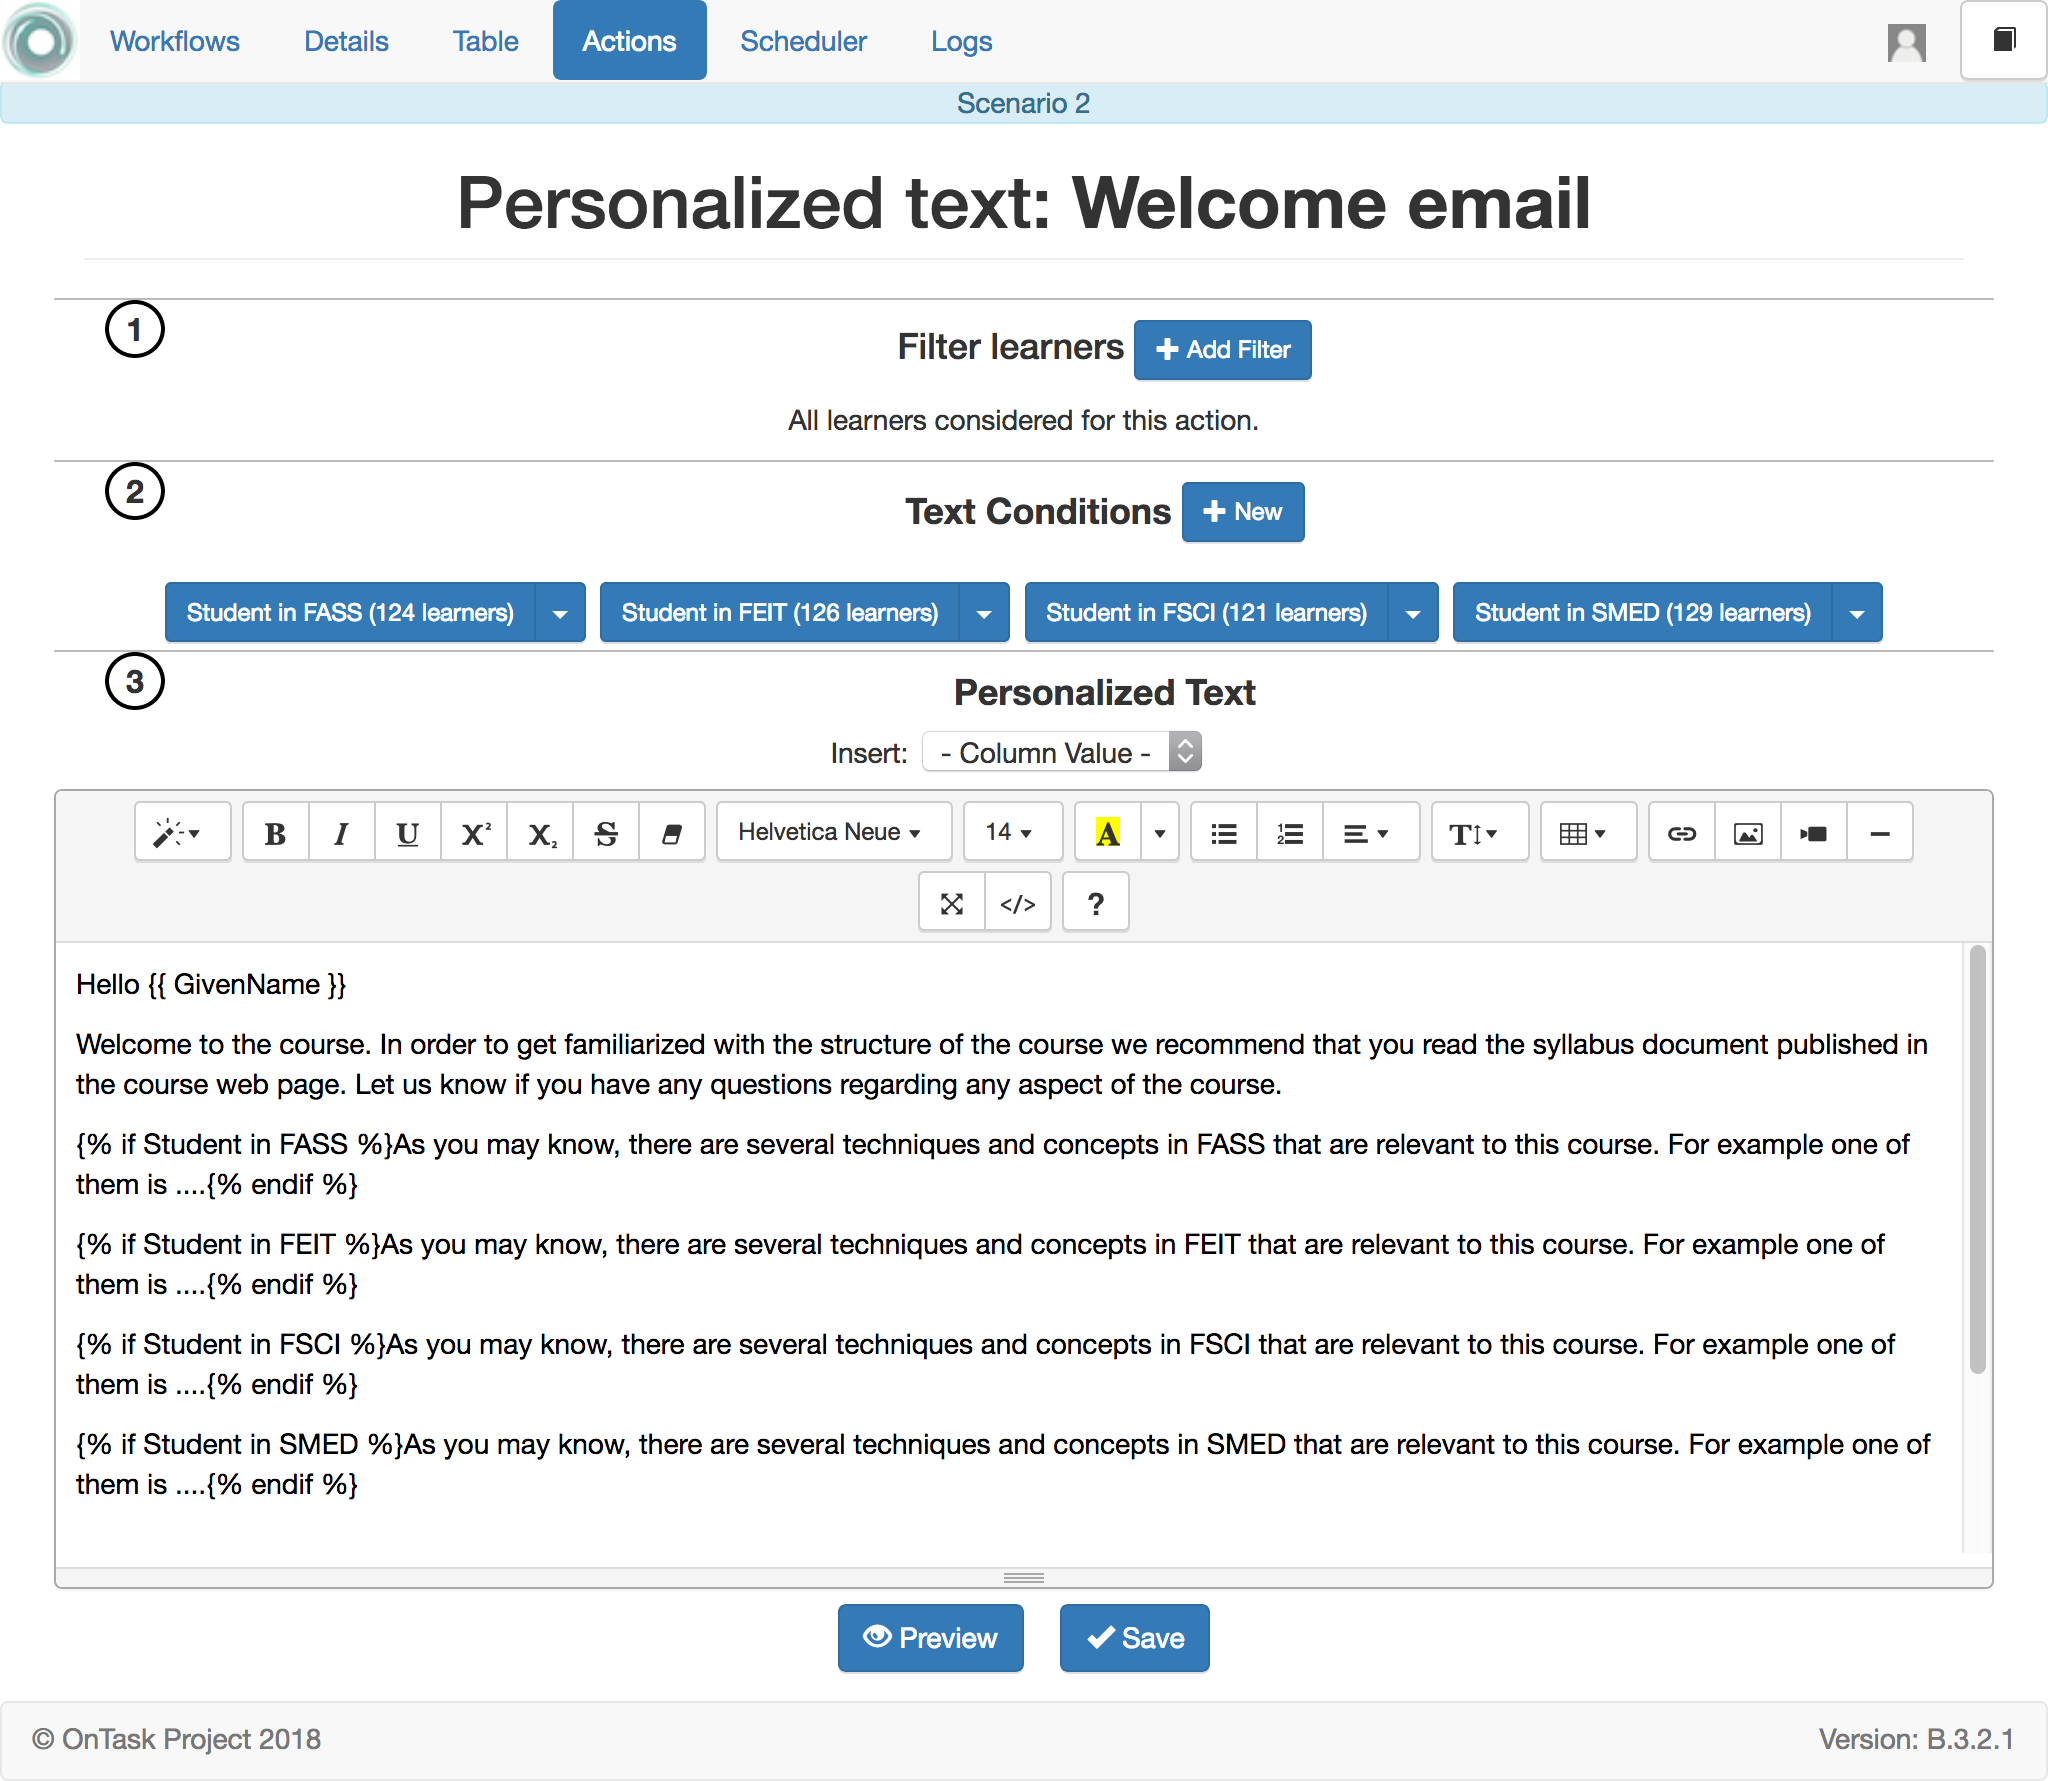 Workflows Details Table Actions Scheduler Logs
Scenario 2
Personalized text: Welcome email
1
Filter learners + Add Filter
All learners considered for this action.
2
Text Conditions + New
Student in FASS (124 learners) Student in FEIT (126 learners) Student in FSCI (121 learners) Student in SMED (129 learners)
3
Personalized Text
Insert: - Column Value -
B I U X² X₂ S Helvetica Neue 14 A T
</> ?
Hello {{ GivenName }}
Welcome to the course. In order to get familiarized with the structure of the course we recommend that you read the syllabus document published in
the course web page. Let us know if you have any questions regarding any aspect of the course.
{% if Student in FASS %}As you may know, there are several techniques and concepts in FASS that are relevant to this course. For example one of
them is ....{% endif %}
{% if Student in FEIT %}As you may know, there are several techniques and concepts in FEIT that are relevant to this course. For example one of
them is ....{% endif %}
{% if Student in FSCI %}As you may know, there are several techniques and concepts in FSCI that are relevant to this course. For example one of
them is ....{% endif %}
{% if Student in SMED %}As you may know, there are several techniques and concepts in SMED that are relevant to this course. For example one of
them is ....{% endif %}
Preview Save
© OnTask Project 2018 Version: B.3.2.1